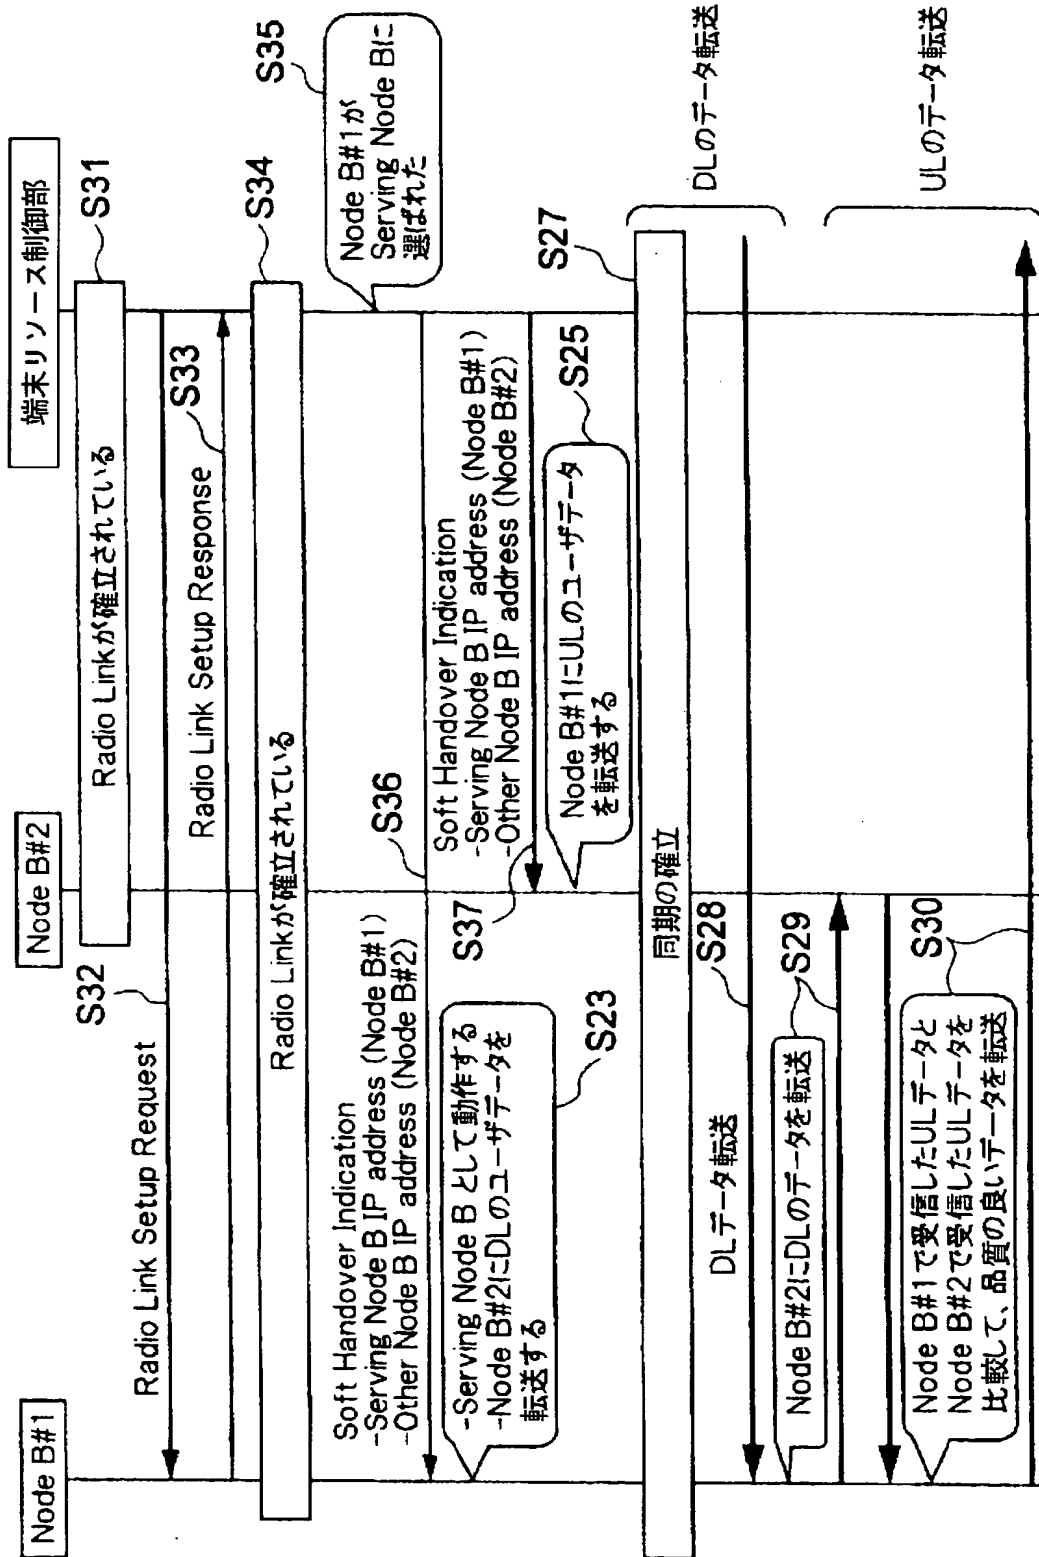 Node B#1
Node B#2
端末リソース制御部
Radio Linkが確立されている
S31
Radio Link Setup Request
S32
Radio Link Setup Response
S33
Radio Linkが確立されている
S34
Node B#1が
Serving Node Bに
選ばれた
S35
Soft Handover Indication
-Serving Node B IP address (Node B#1)
-Other Node B IP address (Node B#2)
S36
Soft Handover Indication
-Serving Node B IP address (Node B#1)
-Other Node B IP address (Node B#2)
S37
-Serving Node B として動作する
-Node B#2にDLのユーザデータを
転送する
S23
Node B#1にULのユーザデータ
を転送する
S25
同期の確立
S27
DLデータ転送
S28
DLのデータ転送
Node B#2にDLのデータを転送
S29
Node B#1で受信したULデータと
Node B#2で受信したULデータを
比較して、品質の良いデータを転送
S30
ULのデータ転送